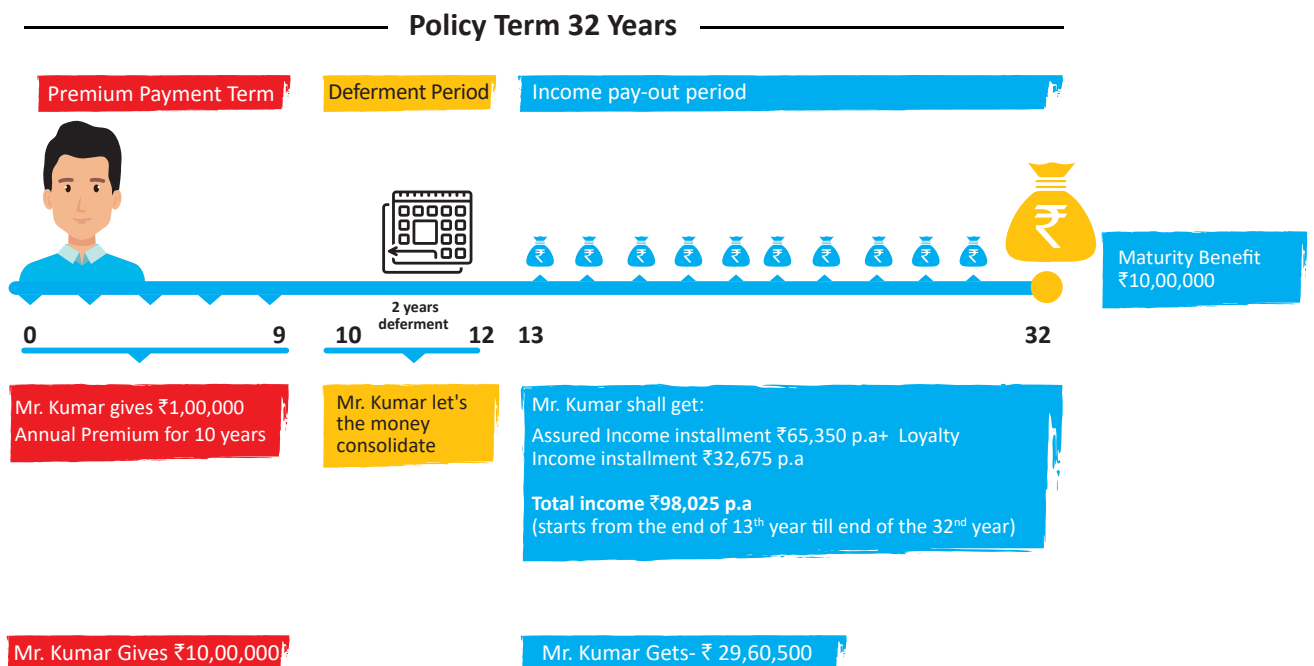 Policy Term 32 Years
Premium Payment Term
Deferment Period
Income pay-out period
₹
₹
₹
₹
₹
₹
₹
₹
₹
₹
₹
Maturity Benefit
₹10,00,000
2 years
deferment
0
9
10
12
13
32
Mr. Kumar gives ₹1,00,000
Annual Premium for 10 years
Mr. Kumar let's
the money
consolidate
Mr. Kumar shall get:
Assured Income installment ₹65,350 p.a+ Loyalty
Income installment ₹32,675 p.a
Total income ₹98,025 p.a
(starts from the end of 13th year till end of the 32nd year)
Mr. Kumar Gives ₹10,00,000
Mr. Kumar Gets- ₹ 29,60,500